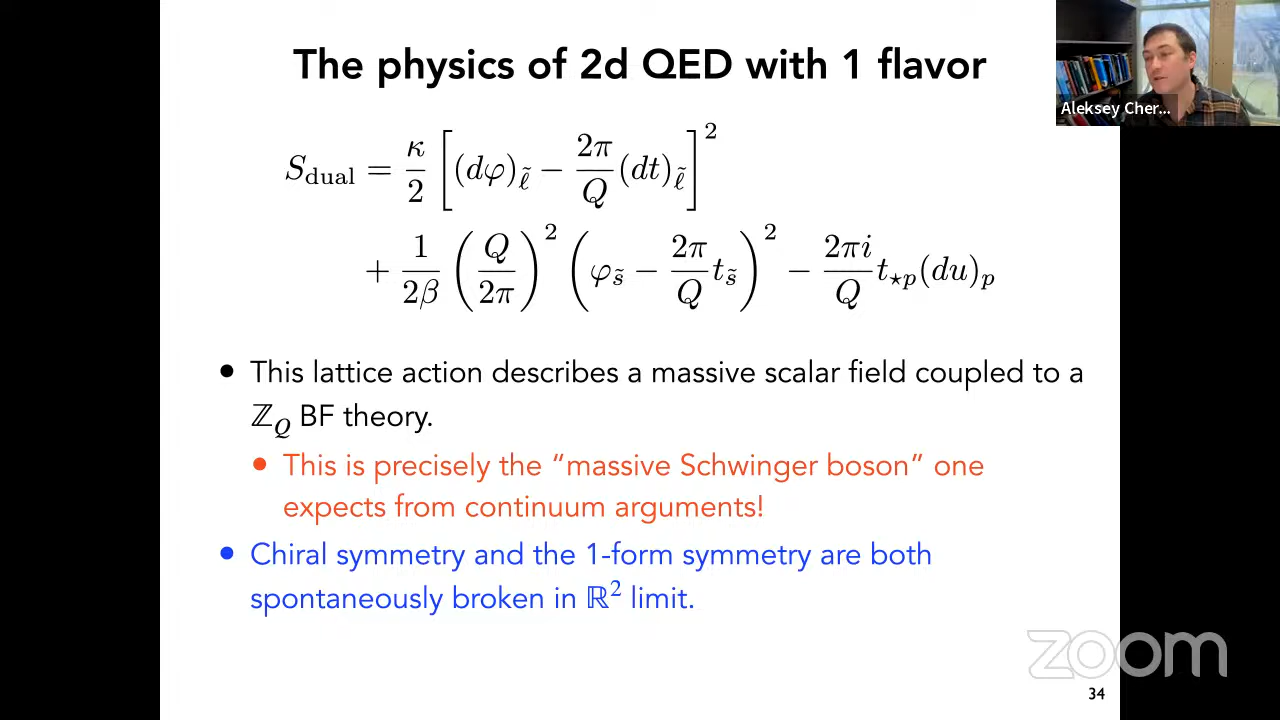 The physics of 2d QED with 1 flavor
Aleksey Cher...
S_dual = κ/2 [(dφ)_ℓ̃ − 2π/Q (dt)_ℓ̃]²
+ 1/2β (Q/2π)² (φ_s̃ − 2π/Q t_s̃)² − 2πi/Q t_⋆p (du)_p
• This lattice action describes a massive scalar field coupled to a
ℤ_Q BF theory.
• This is precisely the “massive Schwinger boson” one
expects from continuum arguments!
• Chiral symmetry and the 1-form symmetry are both
spontaneously broken in ℝ² limit.
zoom
34